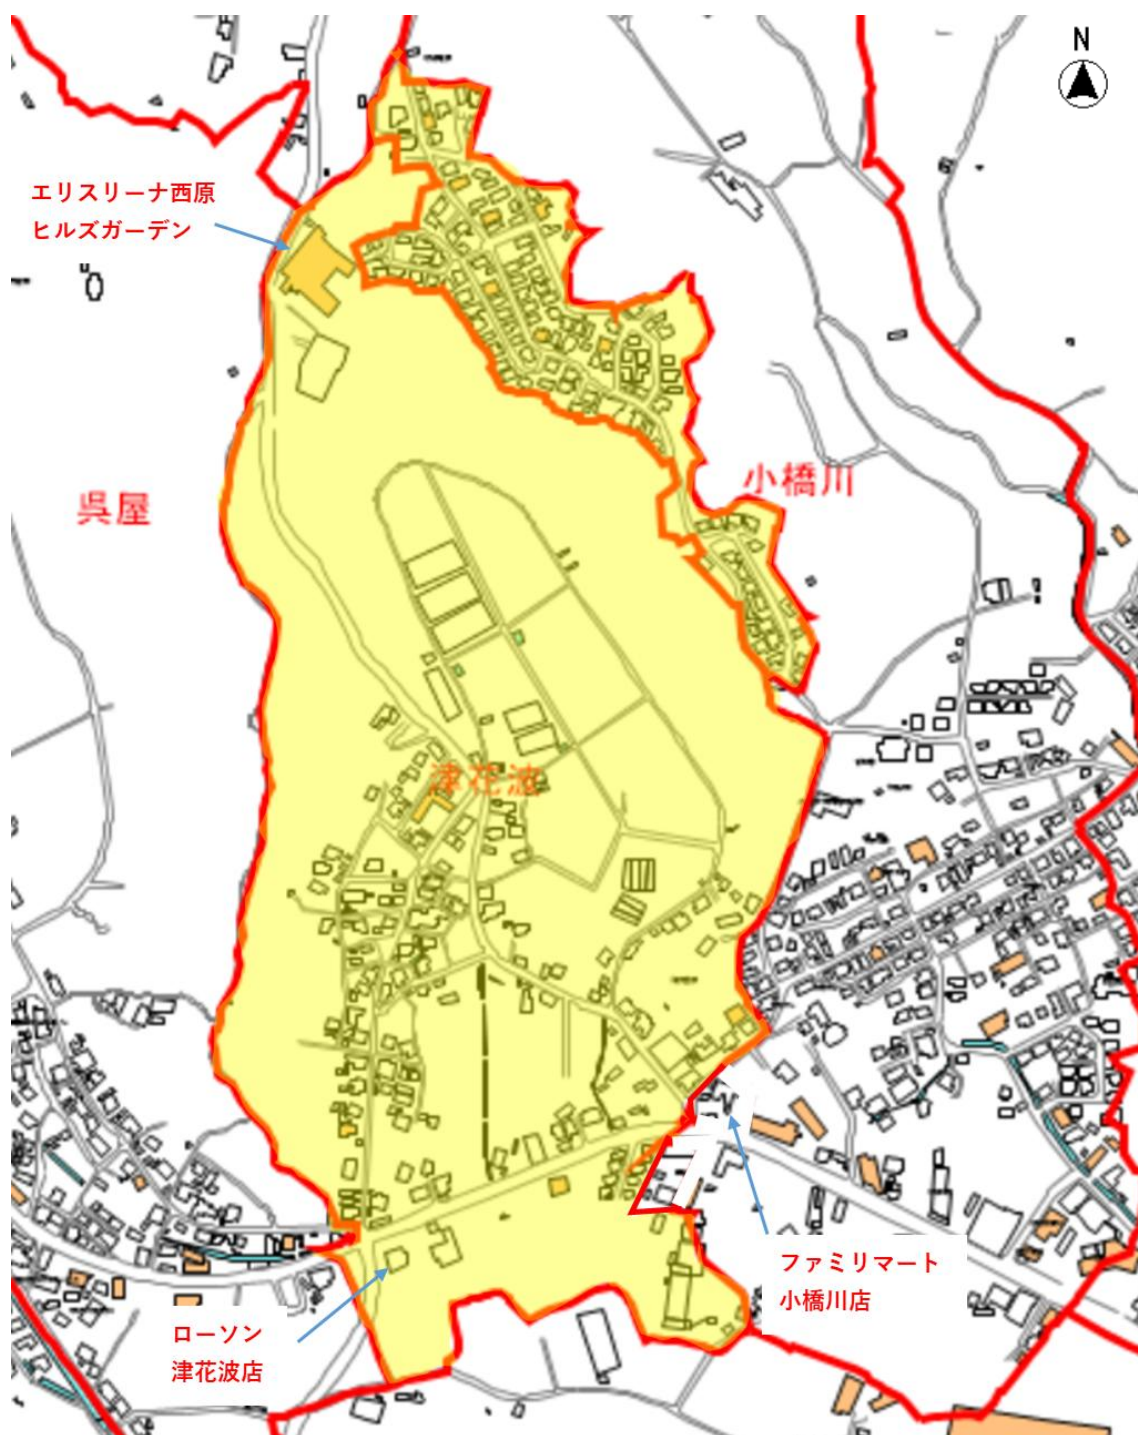 N
エリスリーナ西原
ヒルズガーデン
小橋川
呉屋
津花波
ファミリマート
小橋川店
ローソン
津花波店